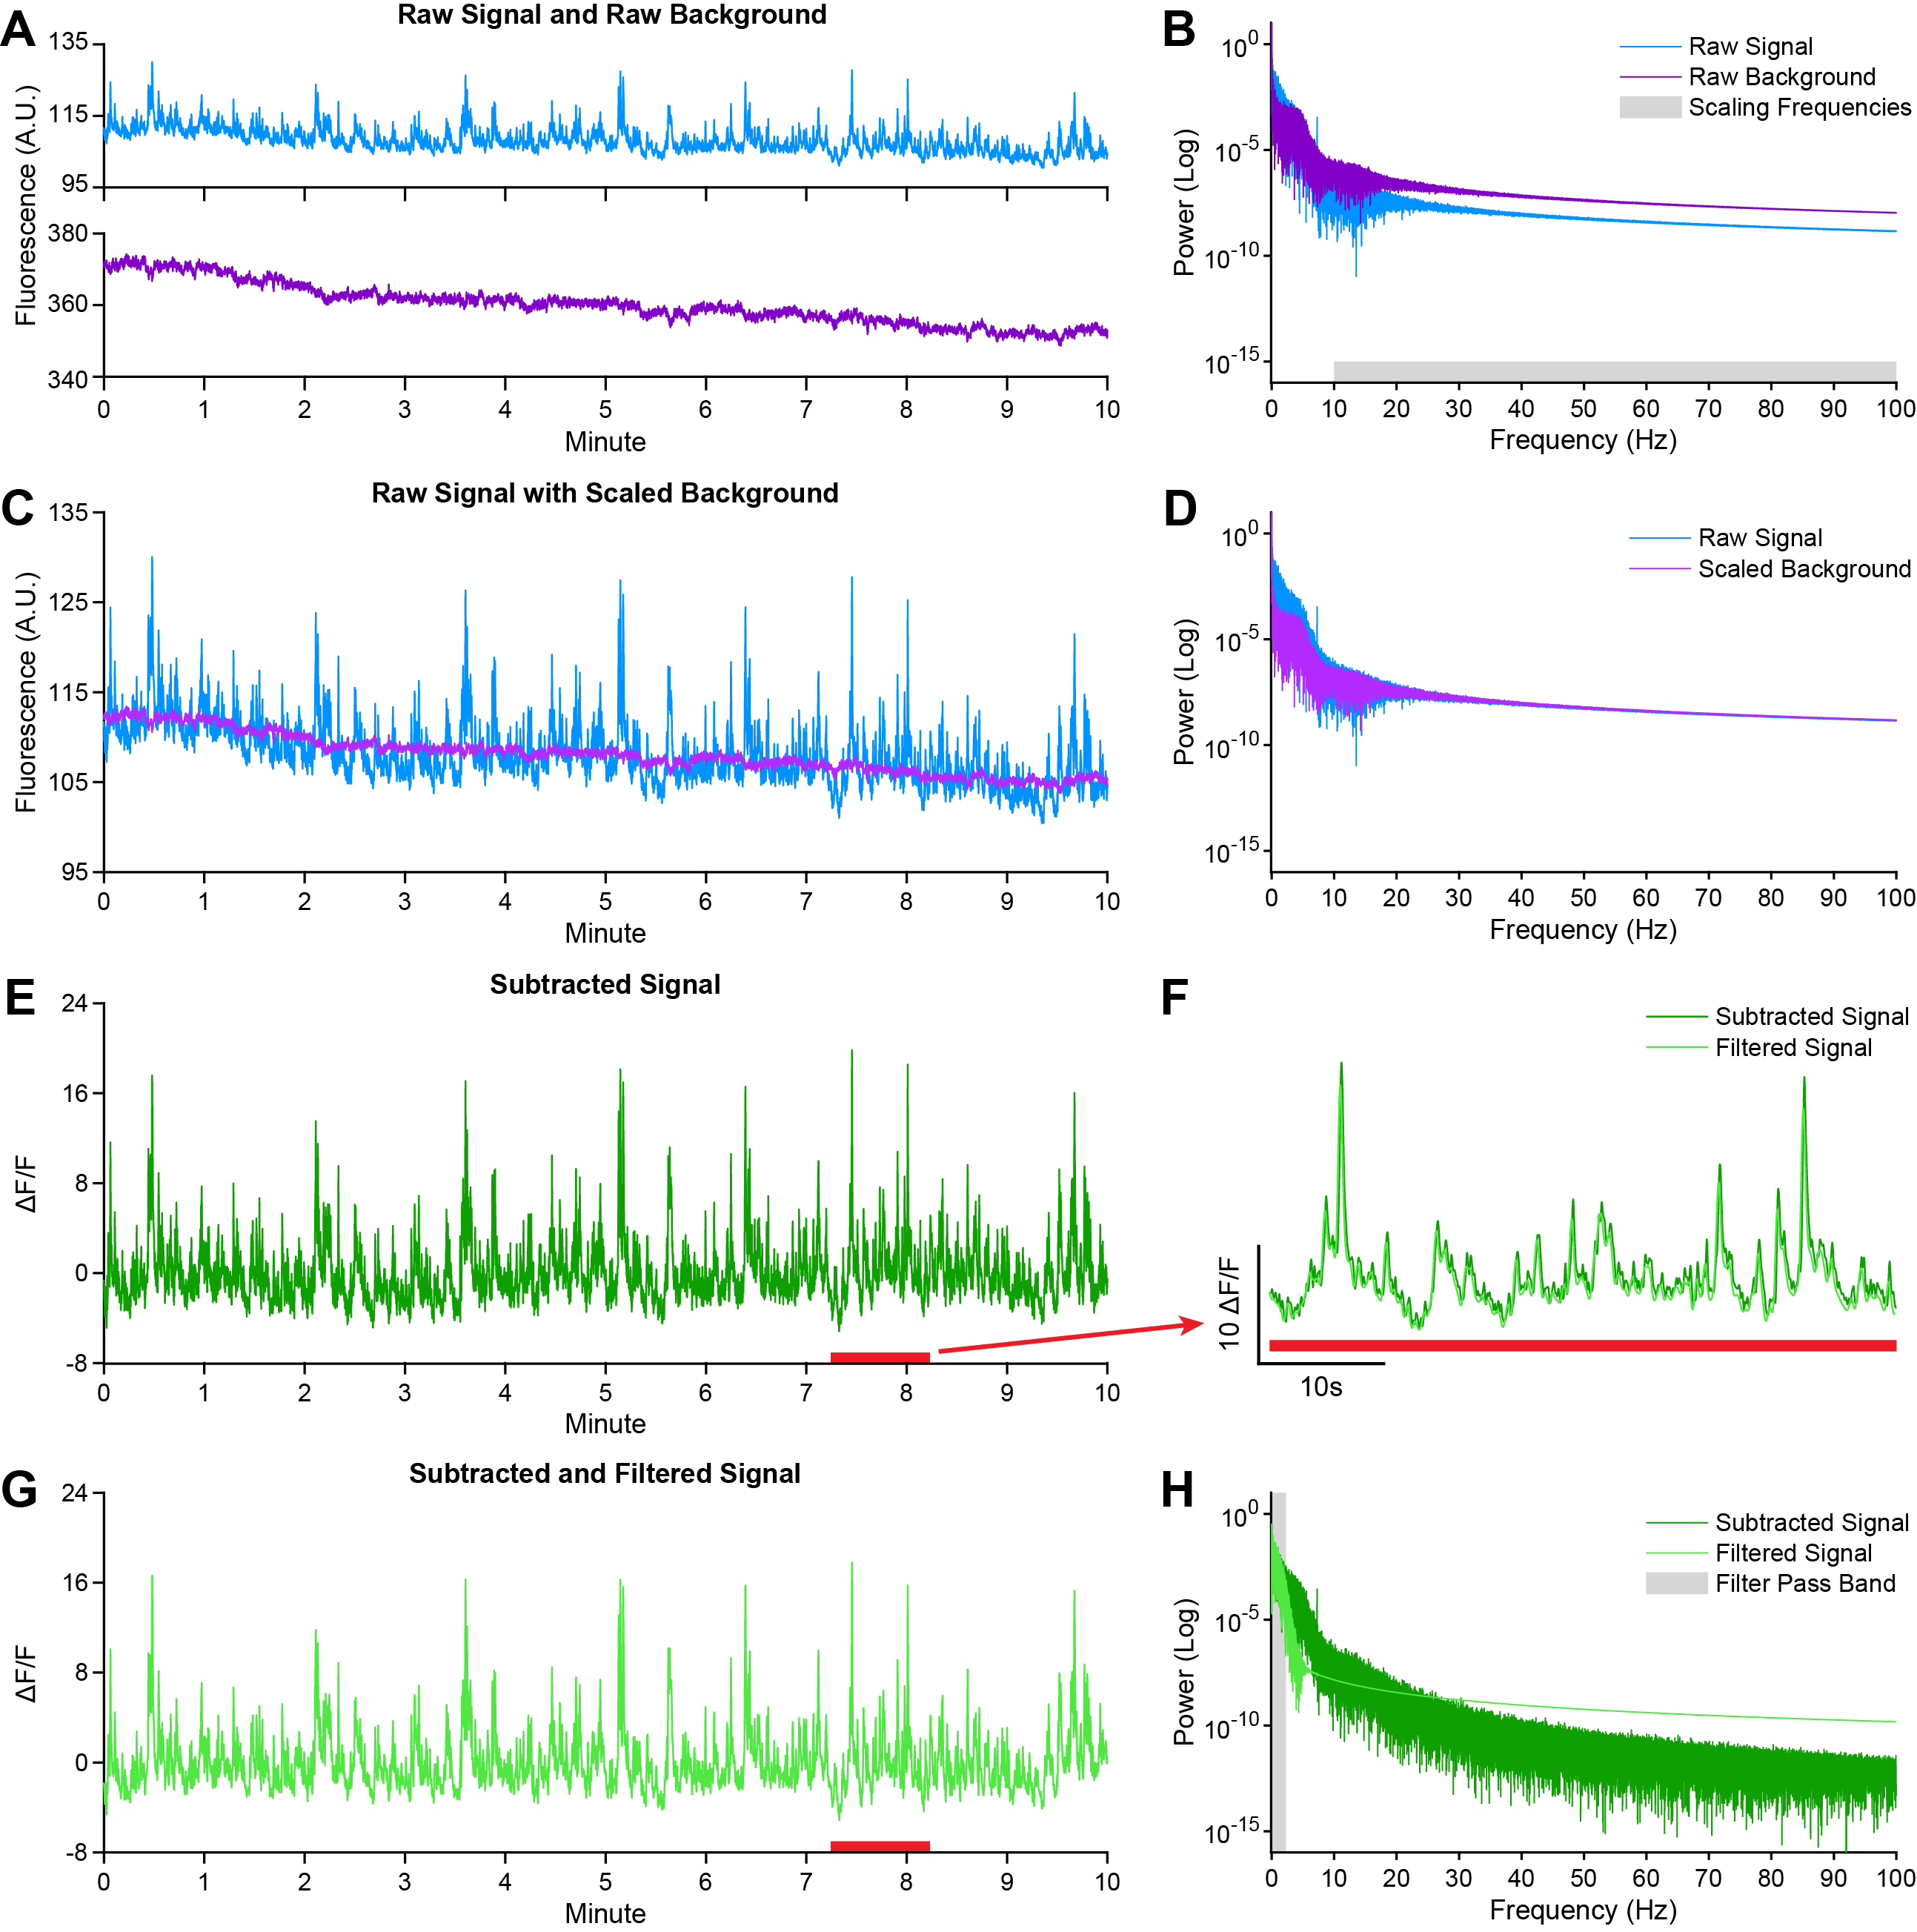 A
Raw Signal and Raw Background
135
115
95
Fluorescence (A.U.)
380
360
340
Fluorescence (A.U.)
0 1 2 3 4 5 6 7 8 9 10
Minute
B
10^0
10^-5
10^-10
10^-15
Power (Log)
Raw Signal
Raw Background
Scaling Frequencies
0 10 20 30 40 50 60 70 80 90 100
Frequency (Hz)
C
Raw Signal with Scaled Background
135
125
115
105
95
Fluorescence (A.U.)
0 1 2 3 4 5 6 7 8 9 10
Minute
D
10^0
10^-5
10^-10
10^-15
Power (Log)
Raw Signal
Scaled Background
0 10 20 30 40 50 60 70 80 90 100
Frequency (Hz)
E
Subtracted Signal
24
16
8
0
-8
ΔF/F
0 1 2 3 4 5 6 7 8 9 10
Minute
F
Subtracted Signal
Filtered Signal
10 ΔF/F
10s
G
Subtracted and Filtered Signal
24
16
8
0
-8
ΔF/F
0 1 2 3 4 5 6 7 8 9 10
Minute
H
10^0
10^-5
10^-10
10^-15
Power (Log)
Subtracted Signal
Filtered Signal
Filter Pass Band
0 10 20 30 40 50 60 70 80 90 100
Frequency (Hz)